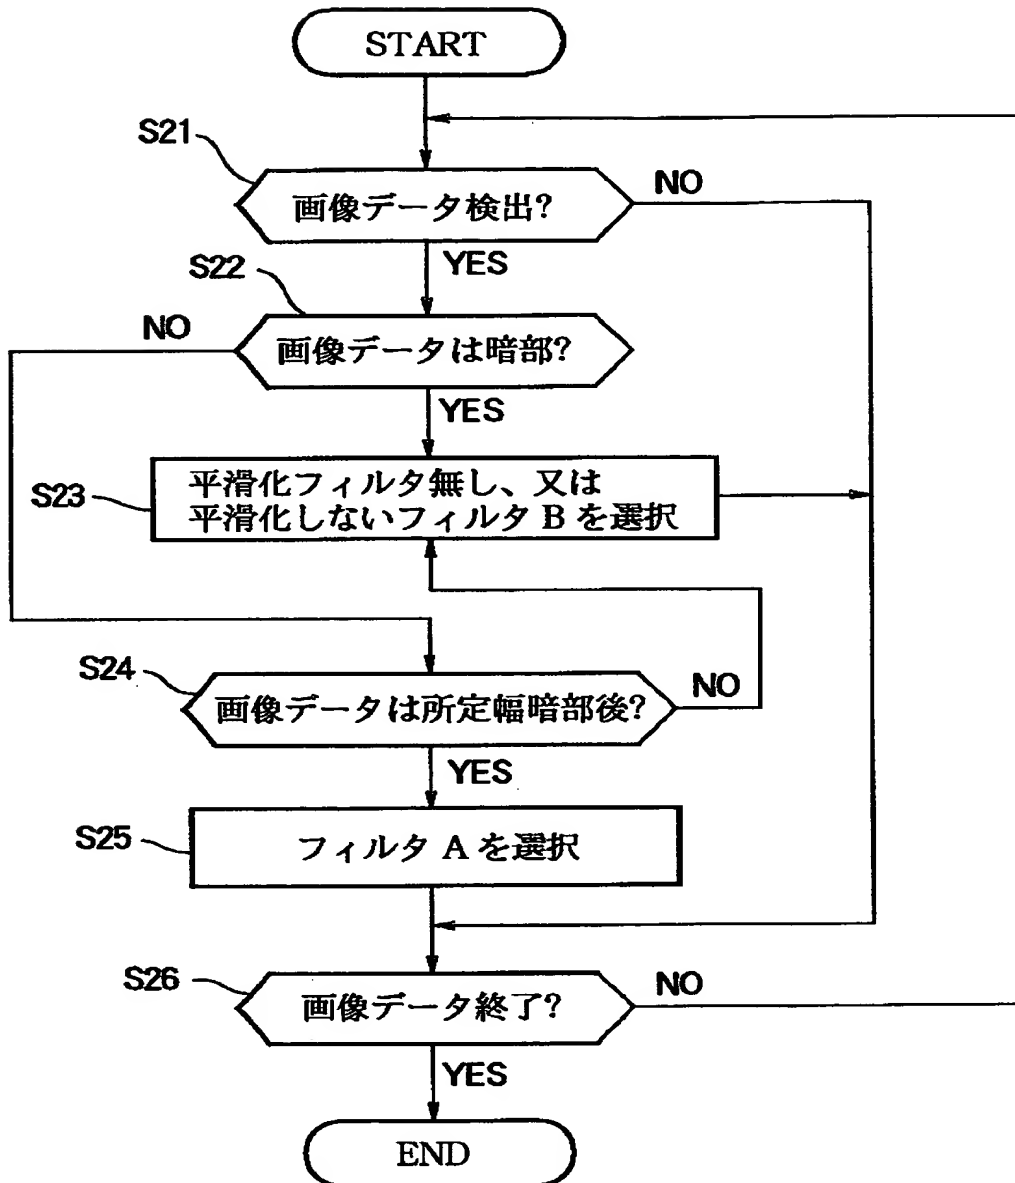 START
S21
画像データ検出?
NO
YES
S22
NO
画像データは暗部?
YES
S23
平滑化フィルタ無し、又は
平滑化しないフィルタ B を選択
S24
画像データは所定幅暗部後?
NO
YES
S25
フィルタ A を選択
S26
画像データ終了?
NO
YES
END